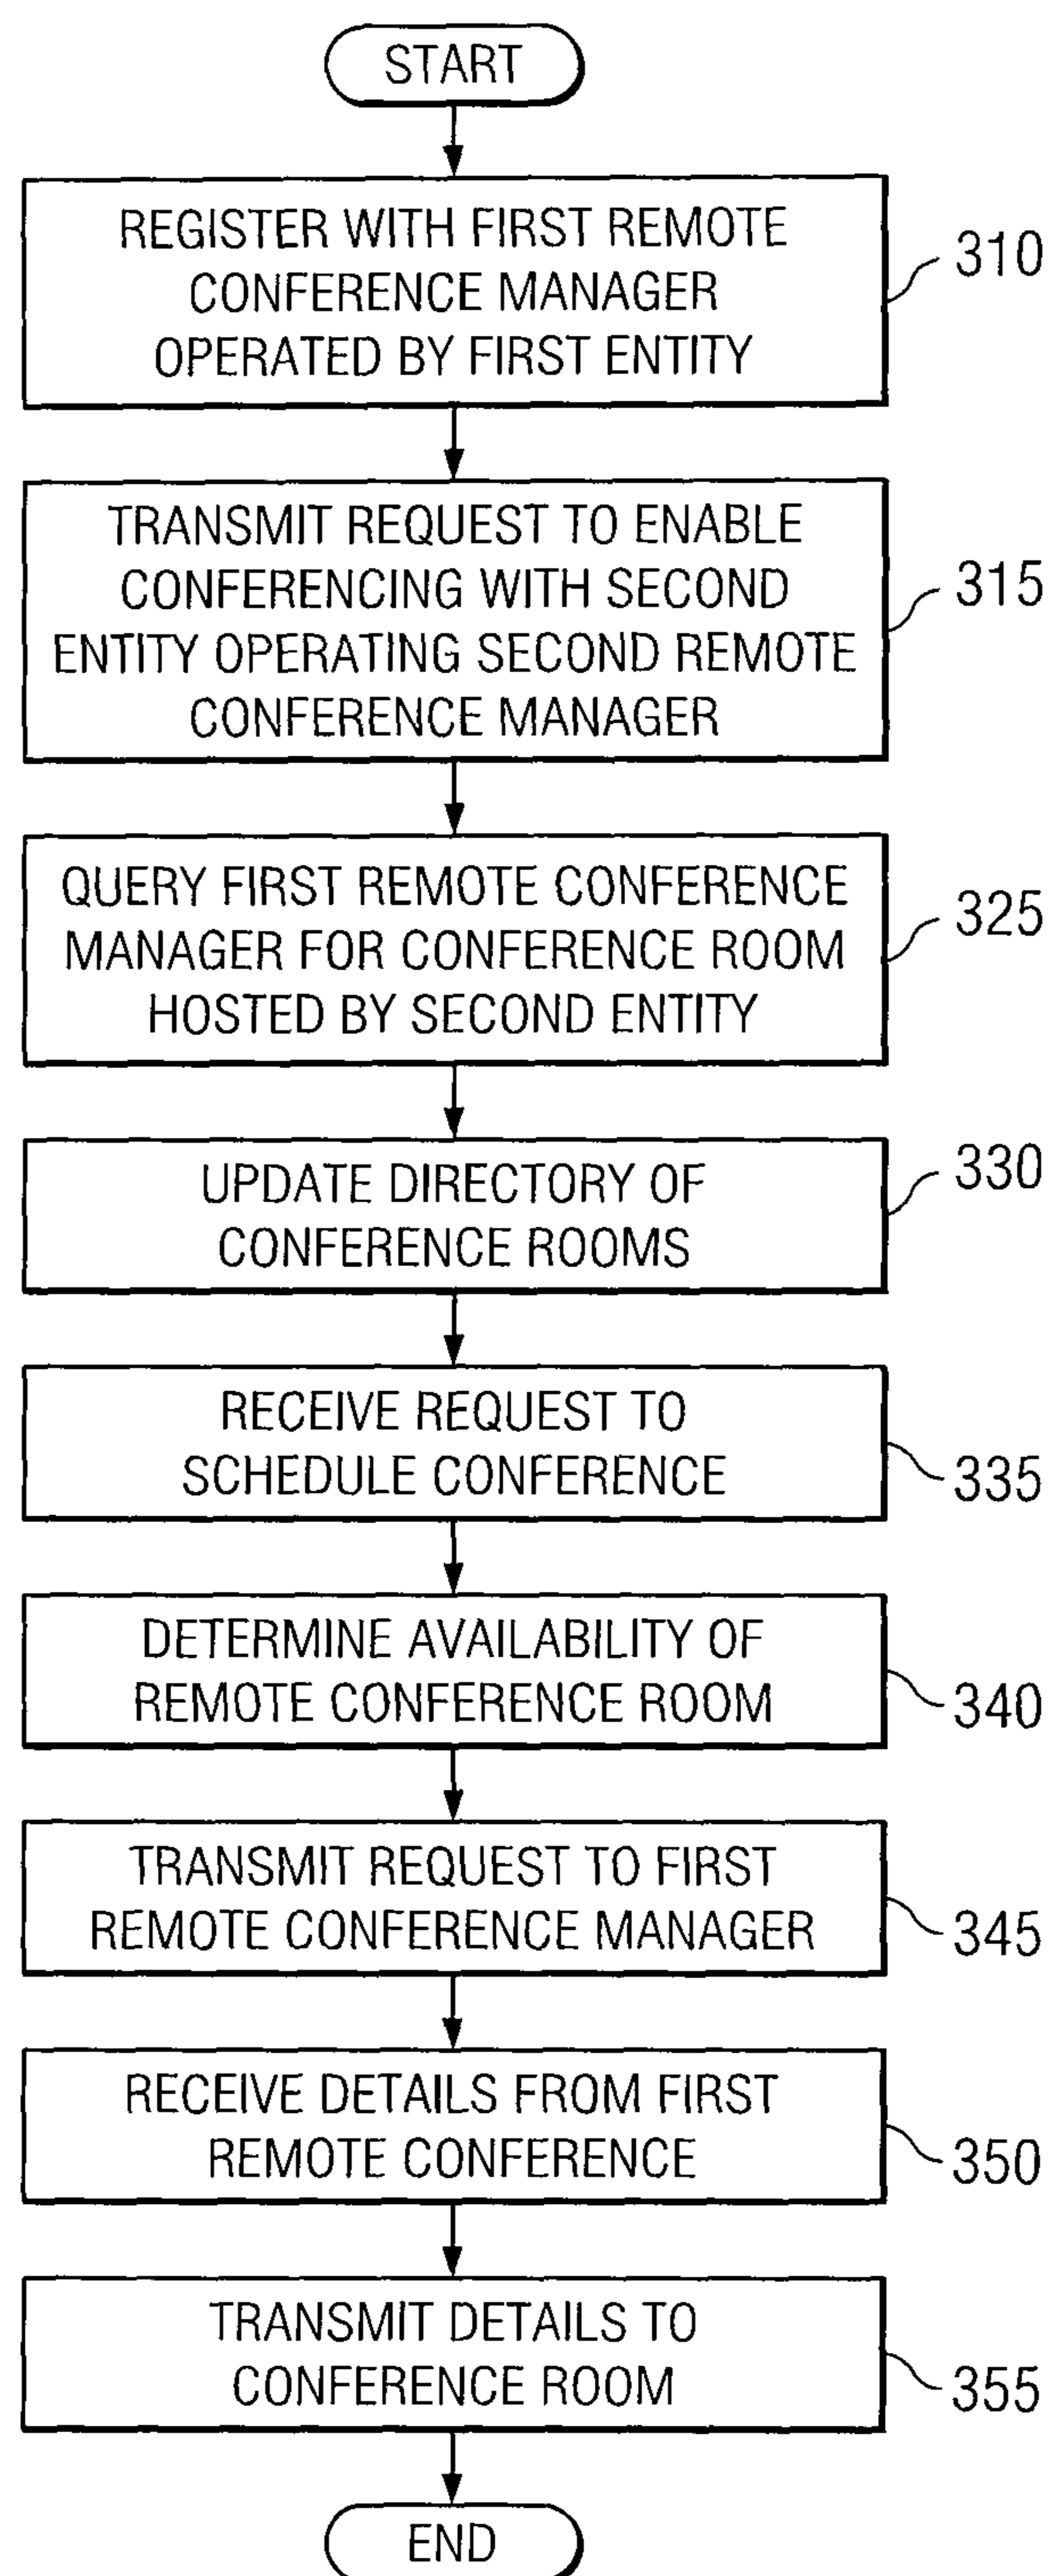 START
REGISTER WITH FIRST REMOTE
CONFERENCE MANAGER
OPERATED BY FIRST ENTITY
310
TRANSMIT REQUEST TO ENABLE
CONFERENCING WITH SECOND
ENTITY OPERATING SECOND REMOTE
CONFERENCE MANAGER
315
QUERY FIRST REMOTE CONFERENCE
MANAGER FOR CONFERENCE ROOM
HOSTED BY SECOND ENTITY
325
UPDATE DIRECTORY OF
CONFERENCE ROOMS
330
RECEIVE REQUEST TO
SCHEDULE CONFERENCE
335
DETERMINE AVAILABILITY OF
REMOTE CONFERENCE ROOM
340
TRANSMIT REQUEST TO FIRST
REMOTE CONFERENCE MANAGER
345
RECEIVE DETAILS FROM FIRST
REMOTE CONFERENCE
350
TRANSMIT DETAILS TO
CONFERENCE ROOM
355
END